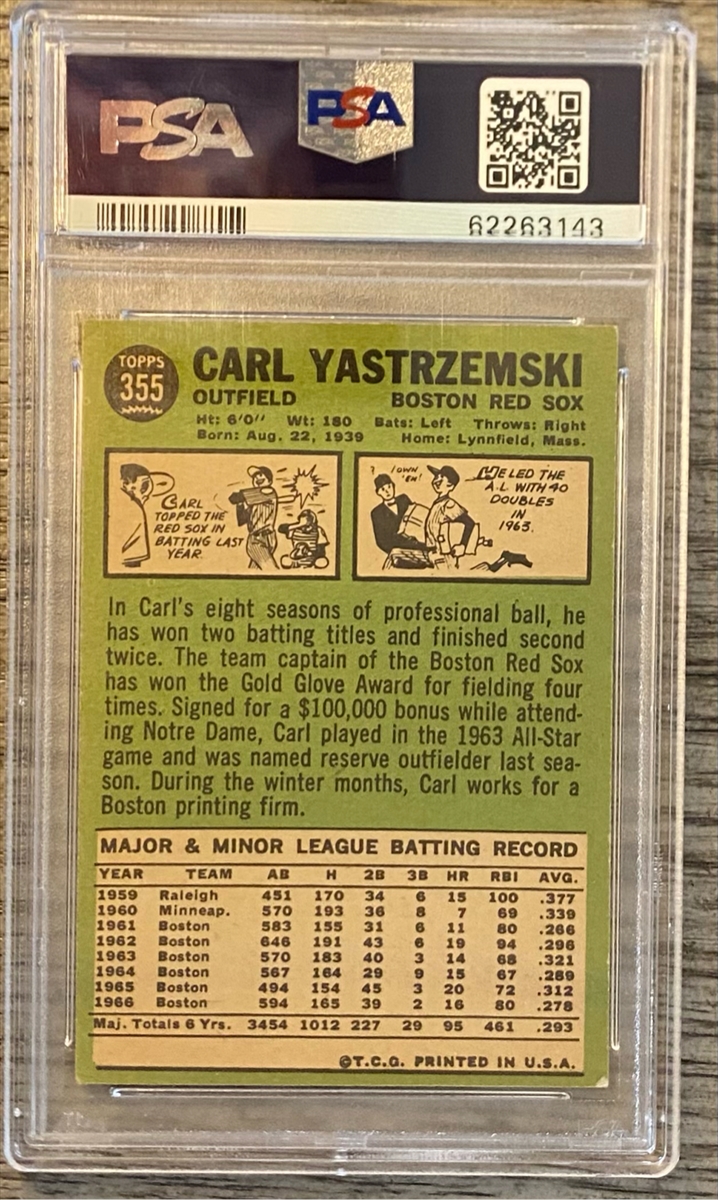 PSA
PSA
62263143
TOPPS
355
CARL YASTRZEMSKI
OUTFIELD BOSTON RED SOX
Ht: 6'0" Wt: 180 Bats: Left Throws: Right
Born: Aug. 22, 1939 Home: Lynnfield, Mass.
CARL
TOPPED THE
RED SOX IN
BATTING LAST
YEAR.
?
I OWN
'EM!
HE LED THE
A.L WITH 40
DOUBLES
IN
1963.
In Carl's eight seasons of professional ball, he
has won two batting titles and finished second
twice. The team captain of the Boston Red Sox
has won the Gold Glove Award for fielding four
times. Signed for a $100,000 bonus while attend-
ing Notre Dame, Carl played in the 1963 All-Star
game and was named reserve outfielder last sea-
son. During the winter months, Carl works for a
Boston printing firm.
MAJOR & MINOR LEAGUE BATTING RECORD
YEAR TEAM AB H 2B 3B HR RBI AVG.
1959 Raleigh 451 170 34 6 15 100 .377
1960 Minneap. 570 193 36 8 7 69 .339
1961 Boston 583 155 31 6 11 80 .266
1962 Boston 646 191 43 6 19 94 .296
1963 Boston 570 183 40 3 14 68 .321
1964 Boston 567 164 29 9 15 67 .289
1965 Boston 494 154 45 3 20 72 .312
1966 Boston 594 165 39 2 16 80 .278
Maj. Totals 6 Yrs. 3454 1012 227 29 95 461 .293
©T.C.G. PRINTED IN U.S.A.